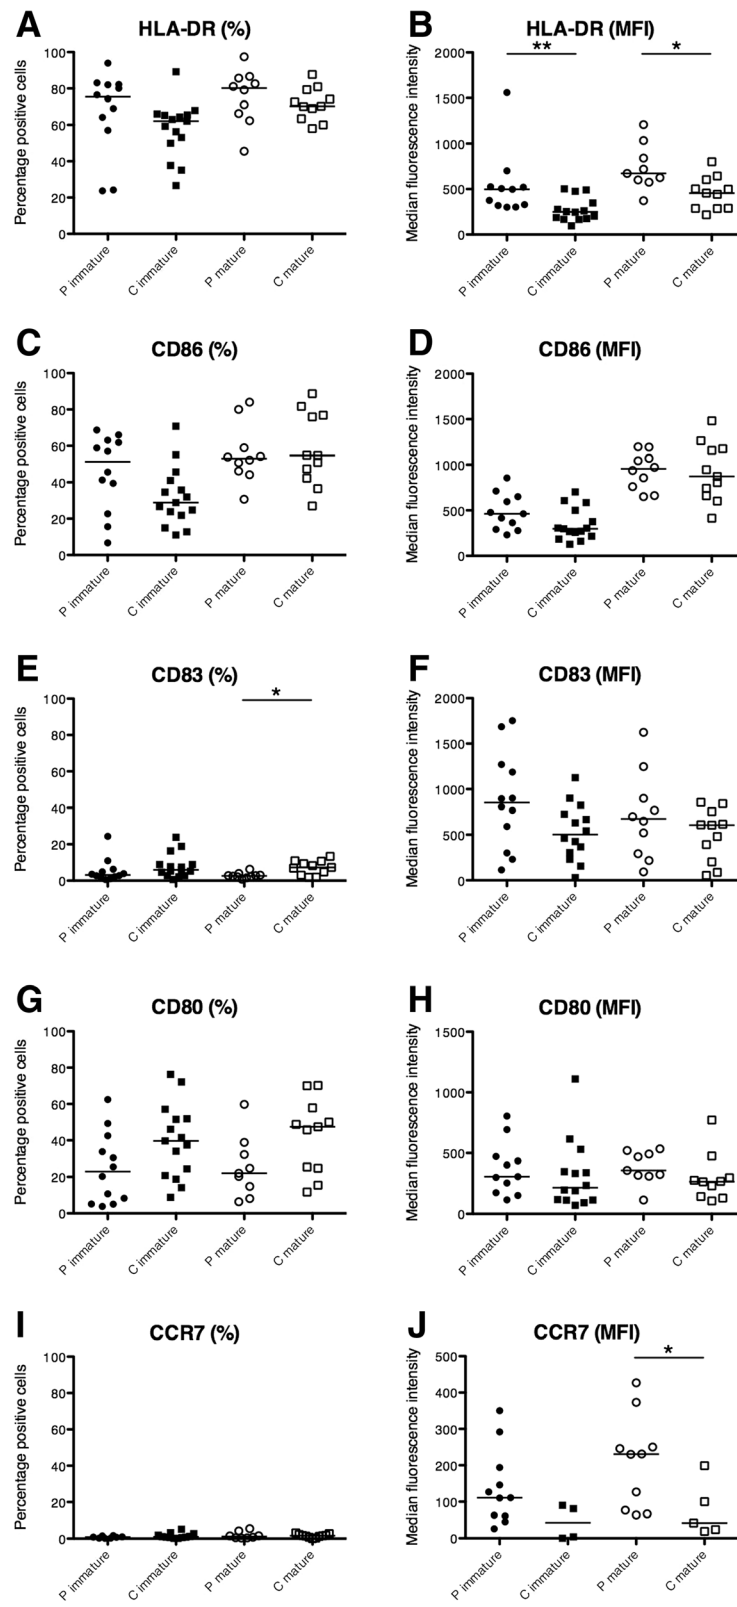 A
HLA-DR (%)
Percentage positive cells
100
80
60
40
20
0
P immature
C immature
P mature
C mature
B
HLA-DR (MFI)
Median fluorescence intensity
2000
1500
1000
500
0
**
*
P immature
C immature
P mature
C mature
C
CD86 (%)
Percentage positive cells
100
80
60
40
20
0
P immature
C immature
P mature
C mature
D
CD86 (MFI)
Median fluorescence intensity
2000
1500
1000
500
0
P immature
C immature
P mature
C mature
E
CD83 (%)
Percentage positive cells
100
80
60
40
20
0
*
P immature
C immature
P mature
C mature
F
CD83 (MFI)
Median fluorescence intensity
2000
1500
1000
500
0
P immature
C immature
P mature
C mature
G
CD80 (%)
Percentage positive cells
100
80
60
40
20
0
P immature
C immature
P mature
C mature
H
CD80 (MFI)
Median fluorescence intensity
1500
1000
500
0
P immature
C immature
P mature
C mature
I
CCR7 (%)
Percentage positive cells
100
80
60
40
20
0
P immature
C immature
P mature
C mature
J
CCR7 (MFI)
Median fluorescence intensity
500
400
300
200
100
0
*
P immature
C immature
P mature
C mature